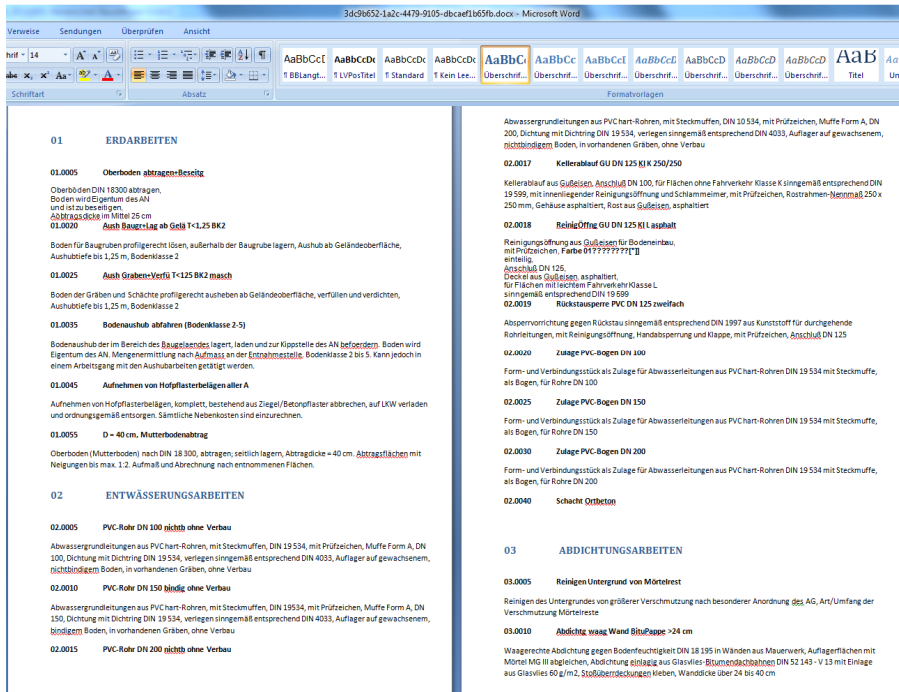 3dc9b652-1a2c-4479-9105-dbcaef1b65fb.docx - Microsoft Word
Verweise Sendungen Überprüfen Ansicht
hrif 14
AaBbCcI AaBbCcDc AaBbCcDc AaBbCcDc AaBbCc AaBbCc AaBbCcI AaBbCcI AaBbCcD AaBbCcD AaBbCcD AaB
¶ BBLangt... ¶ LVPosTitel ¶ Standard ¶ Kein Lee... Überschrif... Überschrif... Überschrif... Überschrif... Überschrif... Überschrif... Überschrif... Titel Un
Schriftart Absatz Formatvorlagen
01 ERDARBEITEN
01.0005 Oberboden abtragen+Beseitg
Oberböden DIN 18300 abtragen,
Boden wird Eigentum des AN
und ist zu beseitigen,
Aöbtragsdicke im Mittel 26 cm
01.0020 Aush Baugr+Lag ab Gelä T<1,25 BK2
Boden für Baugruben profilgerecht lösen, außerhalb der Baugrube lagern, Aushub ab Geländeoberfläche,
Aushubtiefe bis 1,25 m, Bodenklasse 2
01.0025 Aush Graben+Verfü T<125 BK2 masch
Boden der Gräben und Schächte profilgerecht ausheben ab Geländeoberfläche, verfüllen und verdichten,
Aushubtiefe bis 1,25 m, Bodenklasse 2
01.0035 Bodenaushub abfahren (Bodenklasse 2-5)
Bodenaushub der im Bereich des Baugelaendes lagert, laden und zur Kippstelle des AN befoerdern. Boden wird
Eigentum des AN. Mengenermittlung nach Aufmass an der Entnahmestelle. Bodenklasse 2 bis 5. Kann jedoch in
einem Arbeitsgang mit den Aushubarbeiten getätigt werden.
01.0045 Aufnehmen von Hofpflasterbelägen aller A
Aufnehmen von Hofpflasterbelägen, komplett, bestehend aus Ziegel/Betonpflaster abbrechen, auf LKW verladen
und ordnungsgemäß entsorgen. Sämtliche Nebenkosten sind einzurechnen.
01.0055 D = 40 cm, Mutterbodenabtrag
Oberboden (Mutterboden) nach DIN 18 300, abtragen; seitlich lagern, Abtragdicke = 40 cm. Abtragsflächen mit
Neigungen bis max. 1:2. Aufmaß und Abrechnung nach entnommenen Flächen.
02 ENTWÄSSERUNGSARBEITEN
02.0005 PVC-Rohr DN 100 nichtb ohne Verbau
Abwassergrundleitungen aus PVC hart-Rohren, mit Steckmuffen, DIN 19 534, mit Prüfzeichen, Muffe Form A, DN
100, Dichtung mit Dichtring DIN 19 534, verlegen sinngemäß entsprechend DIN 4033, Auflager auf gewachsenem,
nichtbindigem Boden, in vorhandenen Gräben, ohne Verbau
02.0010 PVC-Rohr DN 150 bindig ohne Verbau
Abwassergrundleitungen aus PVC hart-Rohren, mit Steckmuffen, DIN 19534, mit Prüfzeichen, Muffe Form A, DN
150, Dichtung mit Dichtring DIN 19 534, verlegen sinngemäß entsprechend DIN 4033, Auflager auf gewachsenem,
bindigem Boden, in vorhandenen Gräben, ohne Verbau
02.0015 PVC-Rohr DN 200 nichtb ohne Verbau
Abwassergrundleitungen aus PVC hart-Rohren, mit Steckmuffen, DIN 10 534, mit Prüfzeichen, Muffe Form A, DN
200, Dichtung mit Dichtring DIN 19 534, verlegen sinngemäß entsprechend DIN 4033, Auflager auf gewachsenem,
nichtbindigem Boden, in vorhandenen Gräben, ohne Verbau
02.0017 Kellerablauf GU DN 125 Kl K 250/250
Kellerablauf aus Gußeisen, Anschluß DN 100, für Flächen ohne Fahrverkehr Klasse K sinngemäß entsprechend DIN
19 599, mit innenliegender Reinigungsöffnung und Schlammeimer, mit Prüfzeichen, Rostrahmen-Nennmaß 250 x
250 mm, Gehäuse asphaltiert, Rost aus Gußeisen, asphaltiert
02.0018 ReinigÖffng GU DN 125 Kl L asphalt
Reinigungsöffnung aus Gußeisen für Bodeneinbau,
mit Prüfzeichen, Farbe 01????????["]]
einteilig,
Anschluß DN 125,
Deckel aus Gußeisen, asphaltiert,
für Flächen mit leichtem Fahrverkehr Klasse L
sinngemäß entsprechend DIN 19599
02.0019 Rückstausperre PVC DN 125 zweifach
Absperrvorrichtung gegen Rückstau sinngemäß entsprechend DIN 1997 aus Kunststoff für durchgehende
Rohrleitungen, mit Reinigungsöffnung, Handabsperrung und Klappe, mit Prüfzeichen, Anschluß DN 125
02.0020 Zulage PVC-Bogen DN 100
Form- und Verbindungsstück als Zulage für Abwasserleitungen aus PVC hart-Rohren DIN 19 534 mit Steckmuffe,
als Bogen, für Rohre DN 100
02.0025 Zulage PVC-Bogen DN 150
Form- und Verbindungsstück als Zulage für Abwasserleitungen aus PVC hart-Rohren DIN 19 534 mit Steckmuffe,
als Bogen, für Rohre DN 150
02.0030 Zulage PVC-Bogen DN 200
Form- und Verbindungsstück als Zulage für Abwasserleitungen aus PVC hart-Rohren DIN 19 534 mit Steckmuffe,
als Bogen, für Rohre DN 200
02.0040 Schacht Ortbeton
03 ABDICHTUNGSARBEITEN
03.0005 Reinigen Untergrund von Mörtelrest
Reinigen des Untergrundes von größerer Verschmutzung nach besonderer Anordnung des AG, Art/Umfang der
Verschmutzung Mörtelreste
03.0010 Abdichtg waag Wand BituPappe >24 cm
Waagerechte Abdichtung gegen Bodenfeuchtigkeit DIN 18 195 in Wänden aus Mauerwerk, Auflagerflächen mit
Mörtel MG III abgleichen, Abdichtung einlagig aus Glasvlies-Bitumendachbahnen DIN 52 143 - V 13 mit Einlage
aus Glasvlies 60 g/m2, Stoßüberrdeckungen kleben, Wanddicke über 24 bis 40 cm